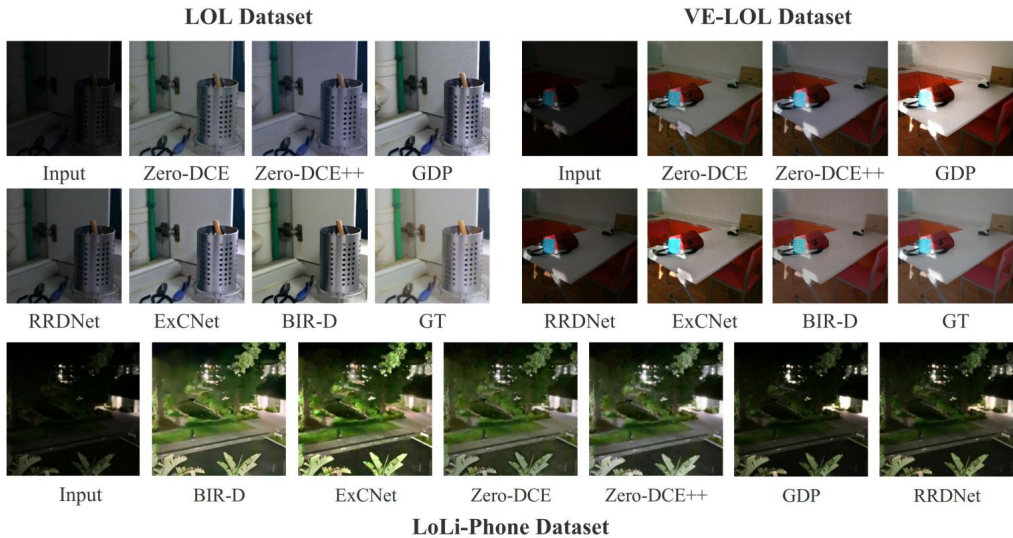 LOL Dataset
VE-LOL Dataset
Input Zero-DCE Zero-DCE++ GDP
Input Zero-DCE Zero-DCE++ GDP
RRDNet ExCNet BIR-D GT
RRDNet ExCNet BIR-D GT
Input BIR-D ExCNet Zero-DCE Zero-DCE++ GDP RRDNet
LoLi-Phone Dataset